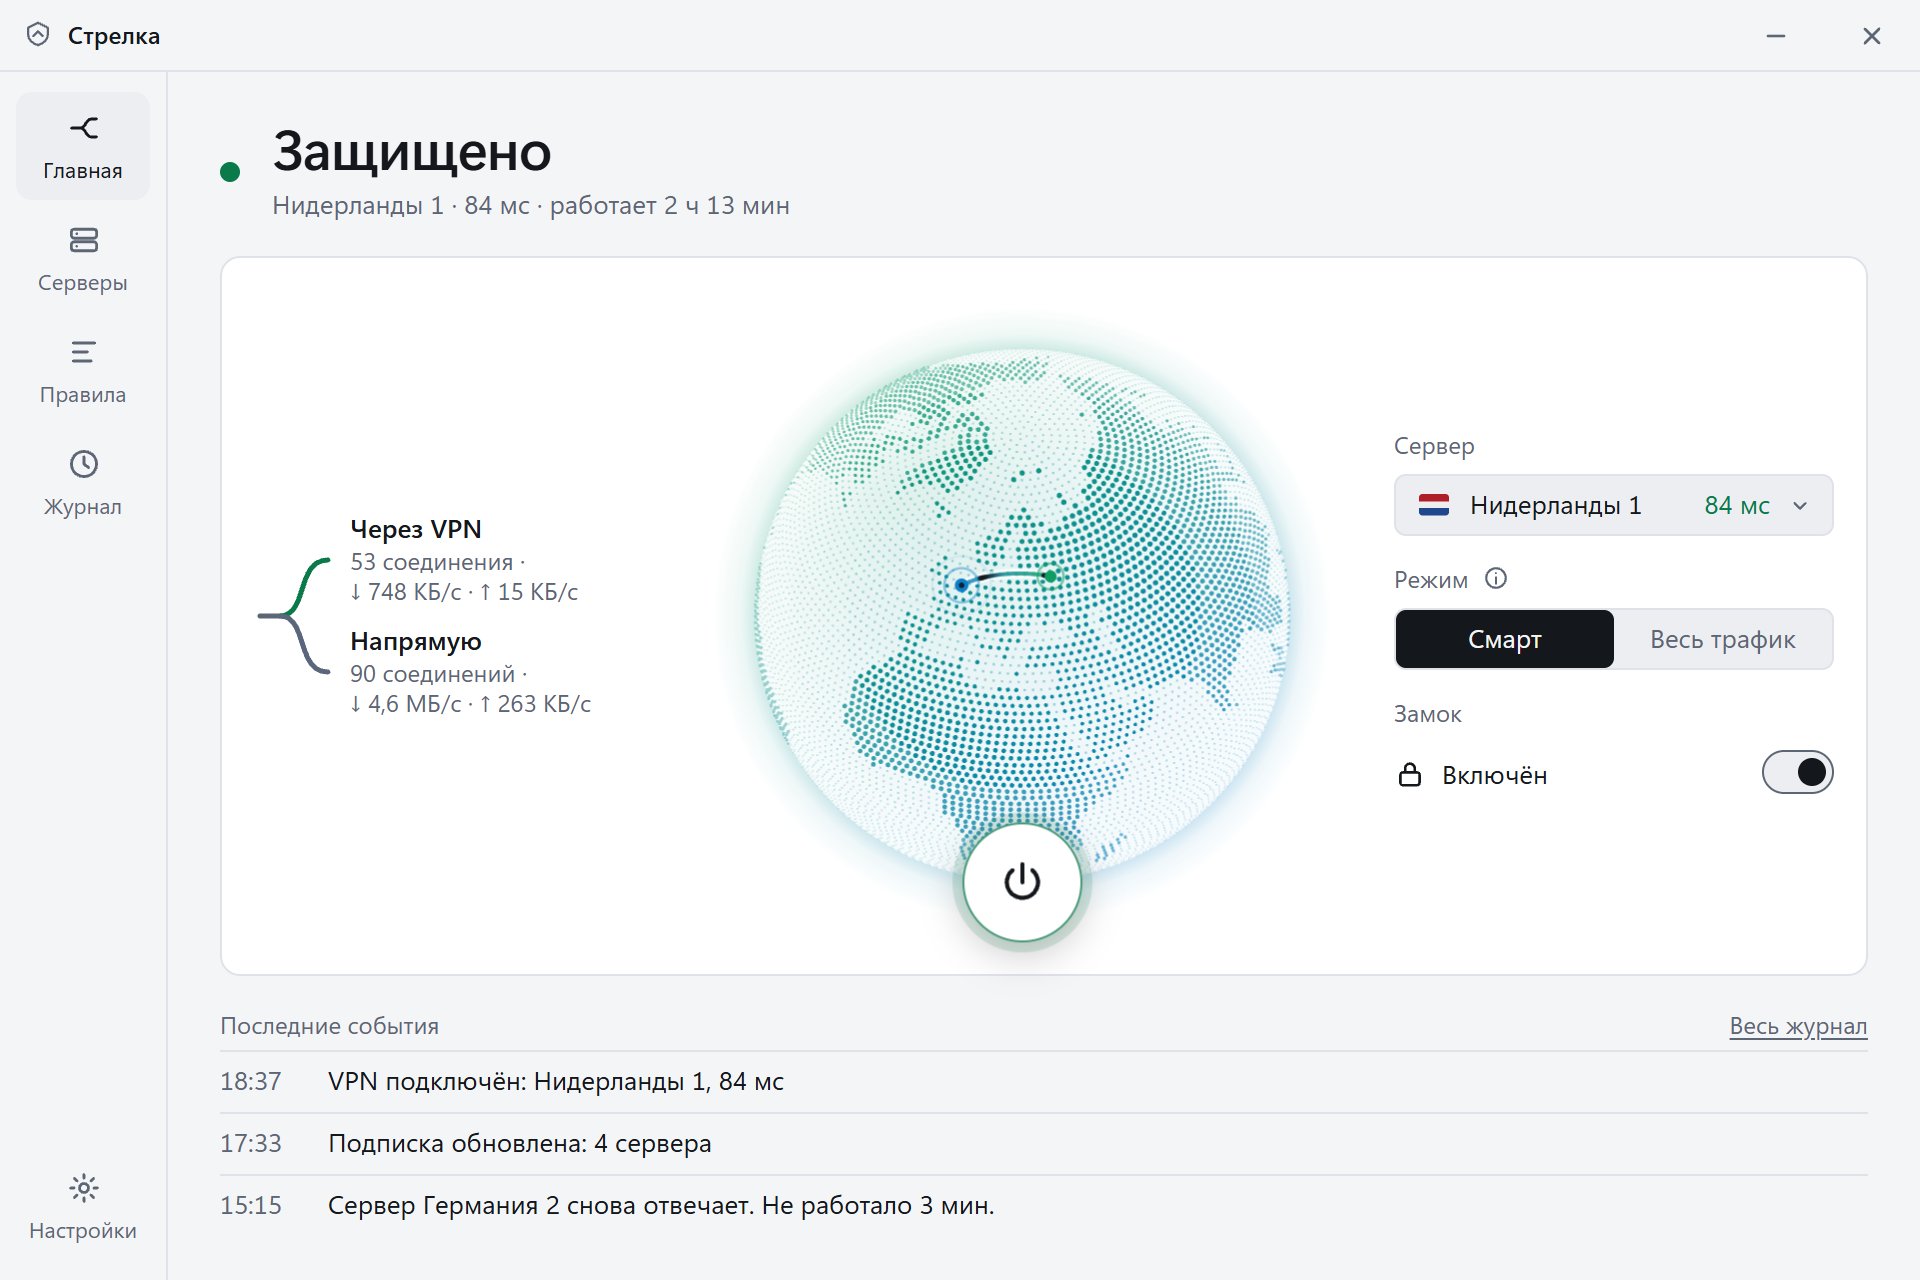 Стрелка
Главная
Серверы
Правила
Журнал
Настройки
Защищено
Нидерланды 1 · 84 мс · работает 2 ч 13 мин
Через VPN
53 соединения ·
↓ 748 КБ/с · ↑ 15 КБ/с
Напрямую
90 соединений ·
↓ 4,6 МБ/с · ↑ 263 КБ/с
Сервер
Нидерланды 1 84 мс
Режим
Смарт Весь трафик
Замок
Включён
Последние события Весь журнал
18:37 VPN подключён: Нидерланды 1, 84 мс
17:33 Подписка обновлена: 4 сервера
15:15 Сервер Германия 2 снова отвечает. Не работало 3 мин.